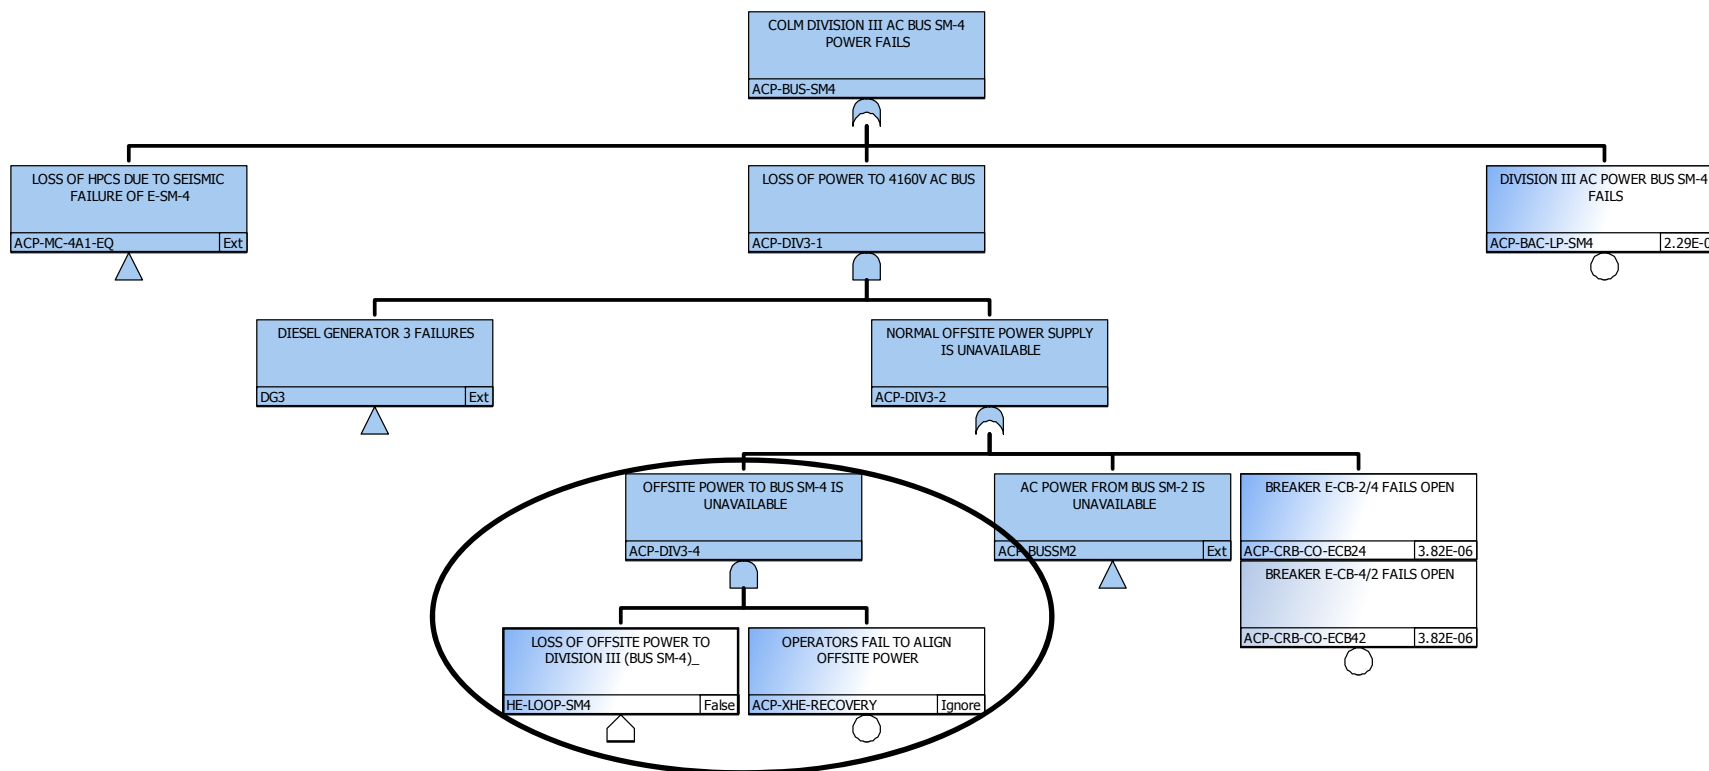 COLM DIVISION III AC BUS SM-4
POWER FAILS
ACP-BUS-SM4
LOSS OF HPCS DUE TO SEISMIC
FAILURE OF E-SM-4
ACP-MC-4A1-EQ Ext
LOSS OF POWER TO 4160V AC BUS
ACP-DIV3-1
DIVISION III AC POWER BUS SM-4
FAILS
ACP-BAC-LP-SM4 2.29E-0
DIESEL GENERATOR 3 FAILURES
DG3 Ext
NORMAL OFFSITE POWER SUPPLY
IS UNAVAILABLE
ACP-DIV3-2
OFFSITE POWER TO BUS SM-4 IS
UNAVAILABLE
ACP-DIV3-4
AC POWER FROM BUS SM-2 IS
UNAVAILABLE
ACP-BUSSM2 Ext
BREAKER E-CB-2/4 FAILS OPEN
ACP-CRB-CO-ECB24 3.82E-06
BREAKER E-CB-4/2 FAILS OPEN
ACP-CRB-CO-ECB42 3.82E-06
LOSS OF OFFSITE POWER TO
DIVISION III (BUS SM-4)_
HE-LOOP-SM4 False
OPERATORS FAIL TO ALIGN
OFFSITE POWER
ACP-XHE-RECOVERY Ignore